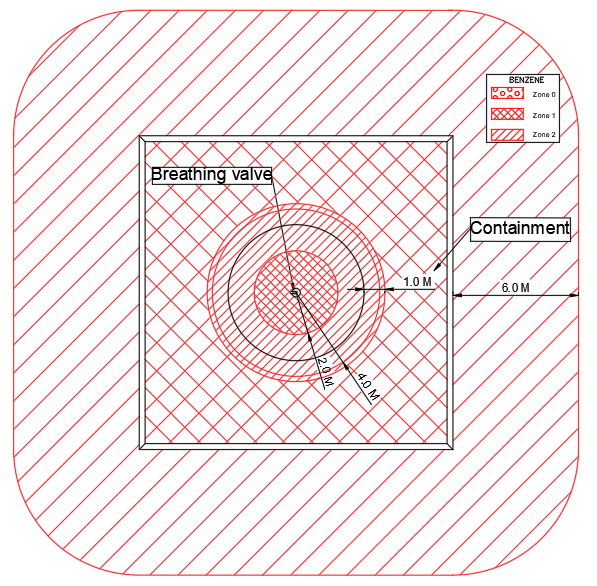 BENZENE
Zone 0
Zone 1
Zone 2
Breathing valve
Containment
1.0 M
6.0 M
2.0 M
4.0 M